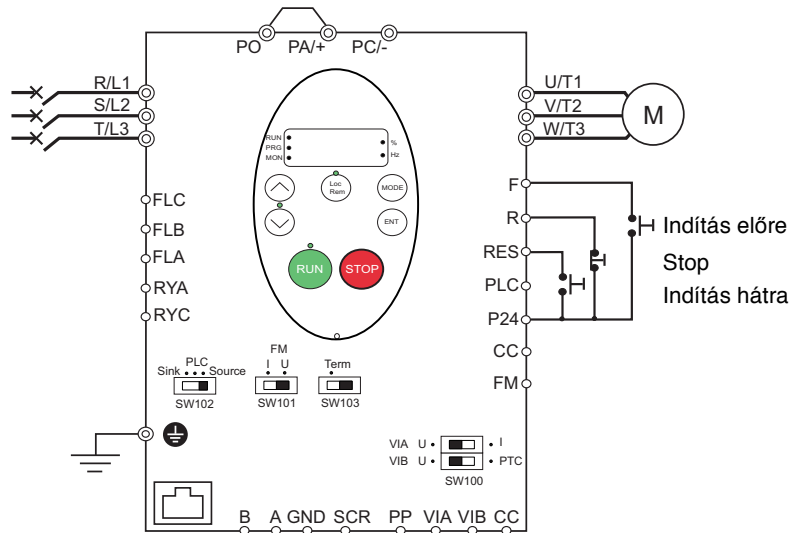 PO PA/+ PC/-
R/L1
S/L2
T/L3
U/T1
V/T2
W/T3
M
RUN
PRG
MON
%
Hz
Loc
Rem
MODE
ENT
RUN
STOP
FLC
FLB
FLA
RYA
RYC
F
R
RES
PLC
P24
CC
FM
Indítás előre
Stop
Indítás hátra
PLC
Sink Source
SW102
FM
I U
SW101
Term
SW103
VIA U I
VIB U PTC
SW100
B A GND SCR PP VIA VIB CC